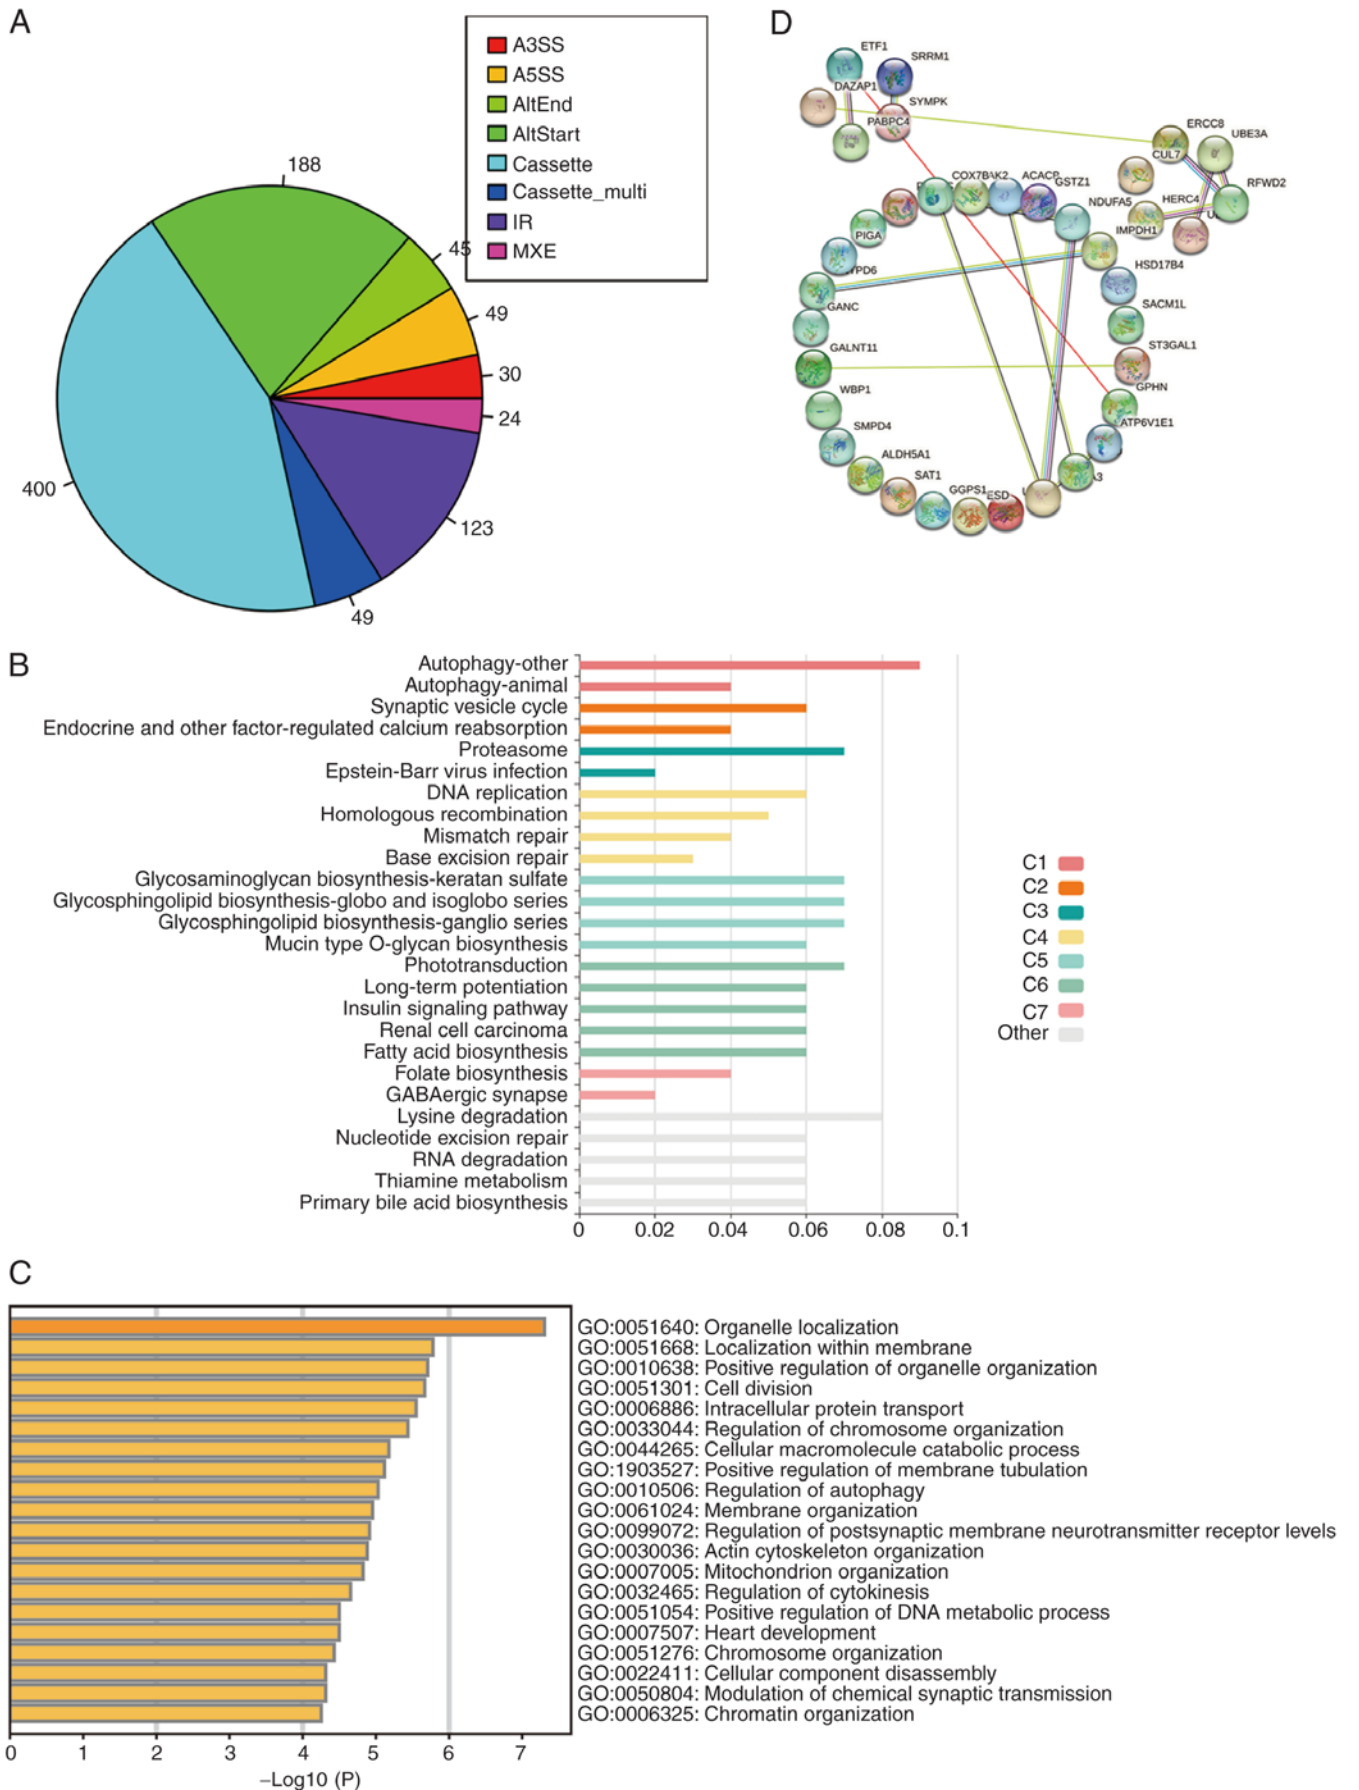 A
A3SS
A5SS
AltEnd
AltStart
Cassette
Cassette_multi
IR
MXE
188
45
49
30
24
123
49
400
D
ETF1
SRRM1
DAZAP1
SYMPK
PABPC4
ERCC8
UBE3A
CUL7
RFWD2
HERC4
COX7B
ACACB
GSTZ1
NDUFA5
IMPDH1
PIGA
HSD17B4
GANC
SACM1L
GALNT11
ST3GAL1
GPHN
WBP1
ATP6V1E1
SMPD4
ALDH5A1
SAT1
GGPS1
ESD
B
Autophagy-other
Autophagy-animal
Synaptic vesicle cycle
Endocrine and other factor-regulated calcium reabsorption
Proteasome
Epstein-Barr virus infection
DNA replication
Homologous recombination
Mismatch repair
Base excision repair
Glycosaminoglycan biosynthesis-keratan sulfate
Glycosphingolipid biosynthesis-globo and isoglobo series
Glycosphingolipid biosynthesis-ganglio series
Mucin type O-glycan biosynthesis
Phototransduction
Long-term potentiation
Insulin signaling pathway
Renal cell carcinoma
Fatty acid biosynthesis
Folate biosynthesis
GABAergic synapse
Lysine degradation
Nucleotide excision repair
RNA degradation
Thiamine metabolism
Primary bile acid biosynthesis
0 0.02 0.04 0.06 0.08 0.1
C1
C2
C3
C4
C5
C6
C7
Other
C
GO:0051640: Organelle localization
GO:0051668: Localization within membrane
GO:0010638: Positive regulation of organelle organization
GO:0051301: Cell division
GO:0006886: Intracellular protein transport
GO:0033044: Regulation of chromosome organization
GO:0044265: Cellular macromolecule catabolic process
GO:1903527: Positive regulation of membrane tubulation
GO:0010506: Regulation of autophagy
GO:0061024: Membrane organization
GO:0099072: Regulation of postsynaptic membrane neurotransmitter receptor levels
GO:0030036: Actin cytoskeleton organization
GO:0007005: Mitochondrion organization
GO:0032465: Regulation of cytokinesis
GO:0051054: Positive regulation of DNA metabolic process
GO:0007507: Heart development
GO:0051276: Chromosome organization
GO:0022411: Cellular component disassembly
GO:0050804: Modulation of chemical synaptic transmission
GO:0006325: Chromatin organization
0 1 2 3 4 5 6 7
−Log10 (P)